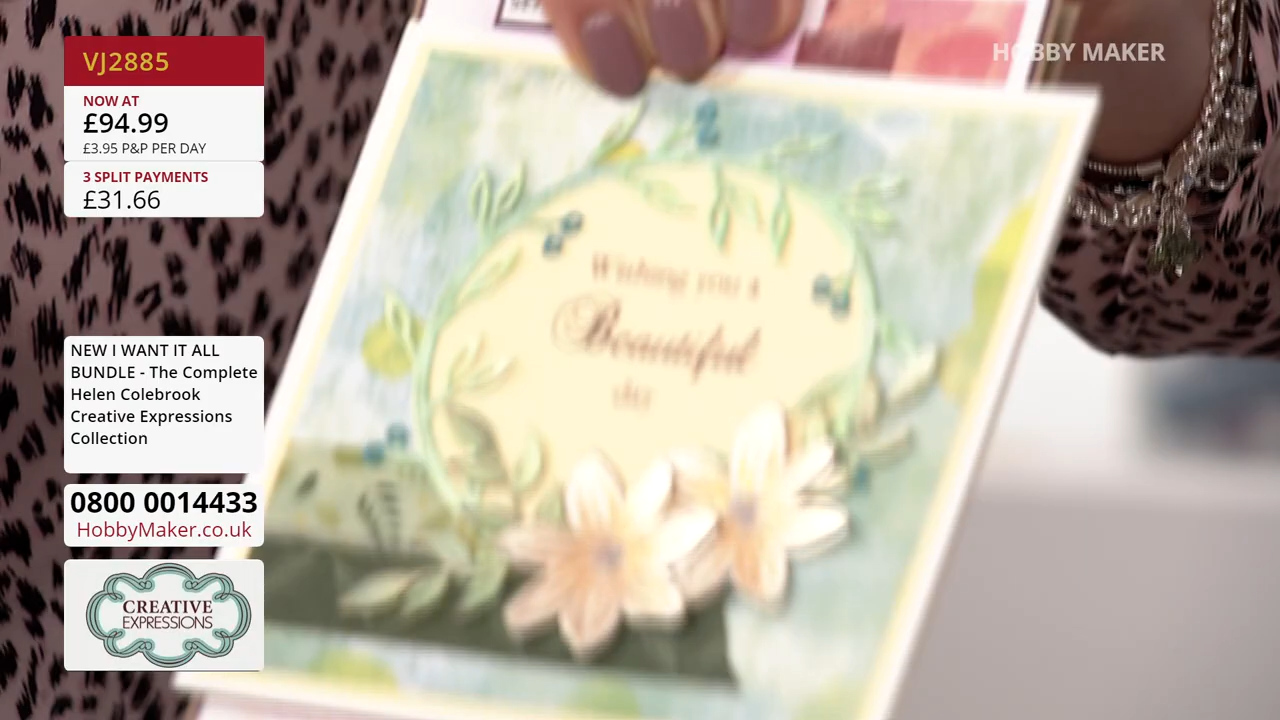 VJ2885
NOW AT
£94.99
£3.95 P&P PER DAY
3 SPLIT PAYMENTS
£31.66
NEW I WANT IT ALL
BUNDLE - The Complete
Helen Colebrook
Creative Expressions
Collection
0800 0014433
HobbyMaker.co.uk
CREATIVE
EXPRESSIONS
HOBBY MAKER
Wishing you a
Beautiful